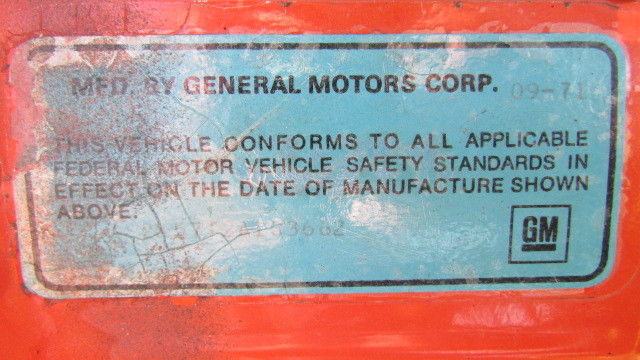 MFD. BY GENERAL MOTORS CORP. 09-71
THIS VEHICLE CONFORMS TO ALL APPLICABLE
FEDERAL MOTOR VEHICLE SAFETY STANDARDS IN
EFFECT ON THE DATE OF MANUFACTURE SHOWN
ABOVE.
GM